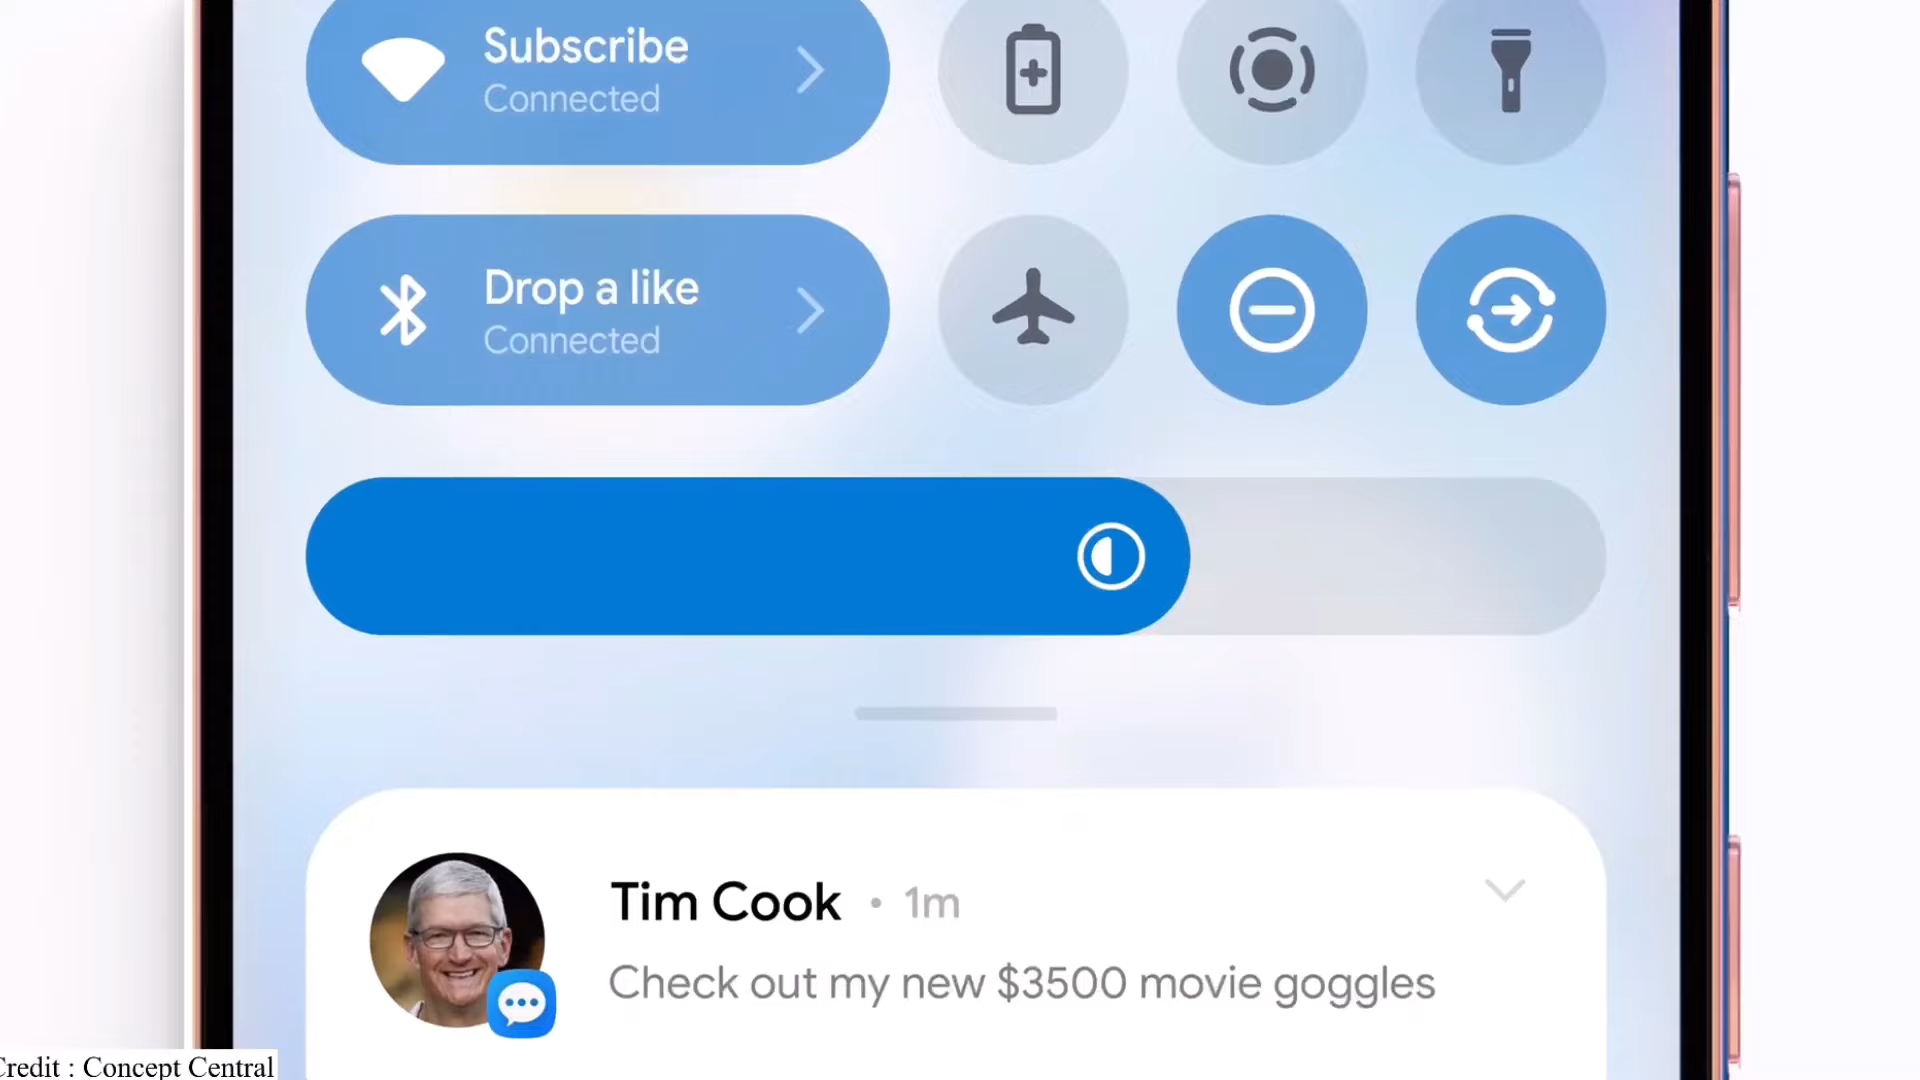 Subscribe
Connected
Drop a like
Connected
Tim Cook • 1m
Check out my new $3500 movie goggles
Credit : Concept Central